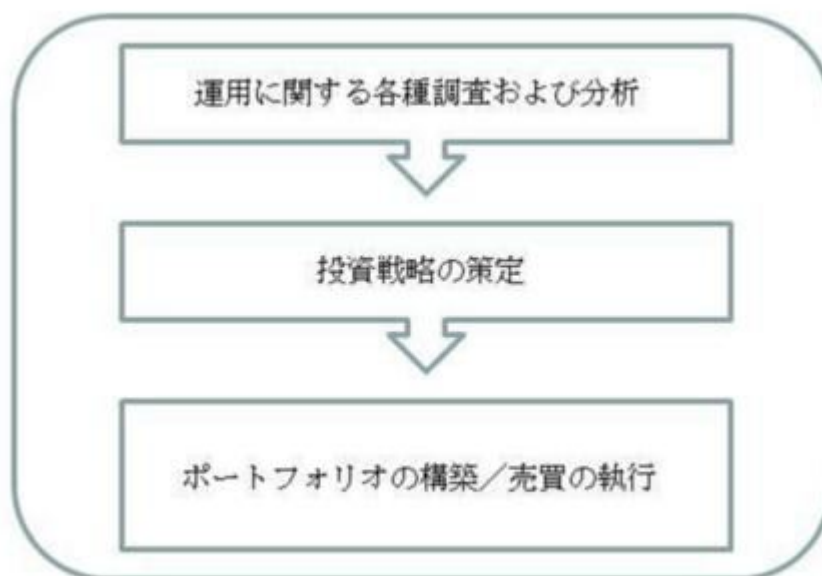 運用に関する各種調査および分析
投資戦略の策定
ポートフォリオの構築／売買の執行